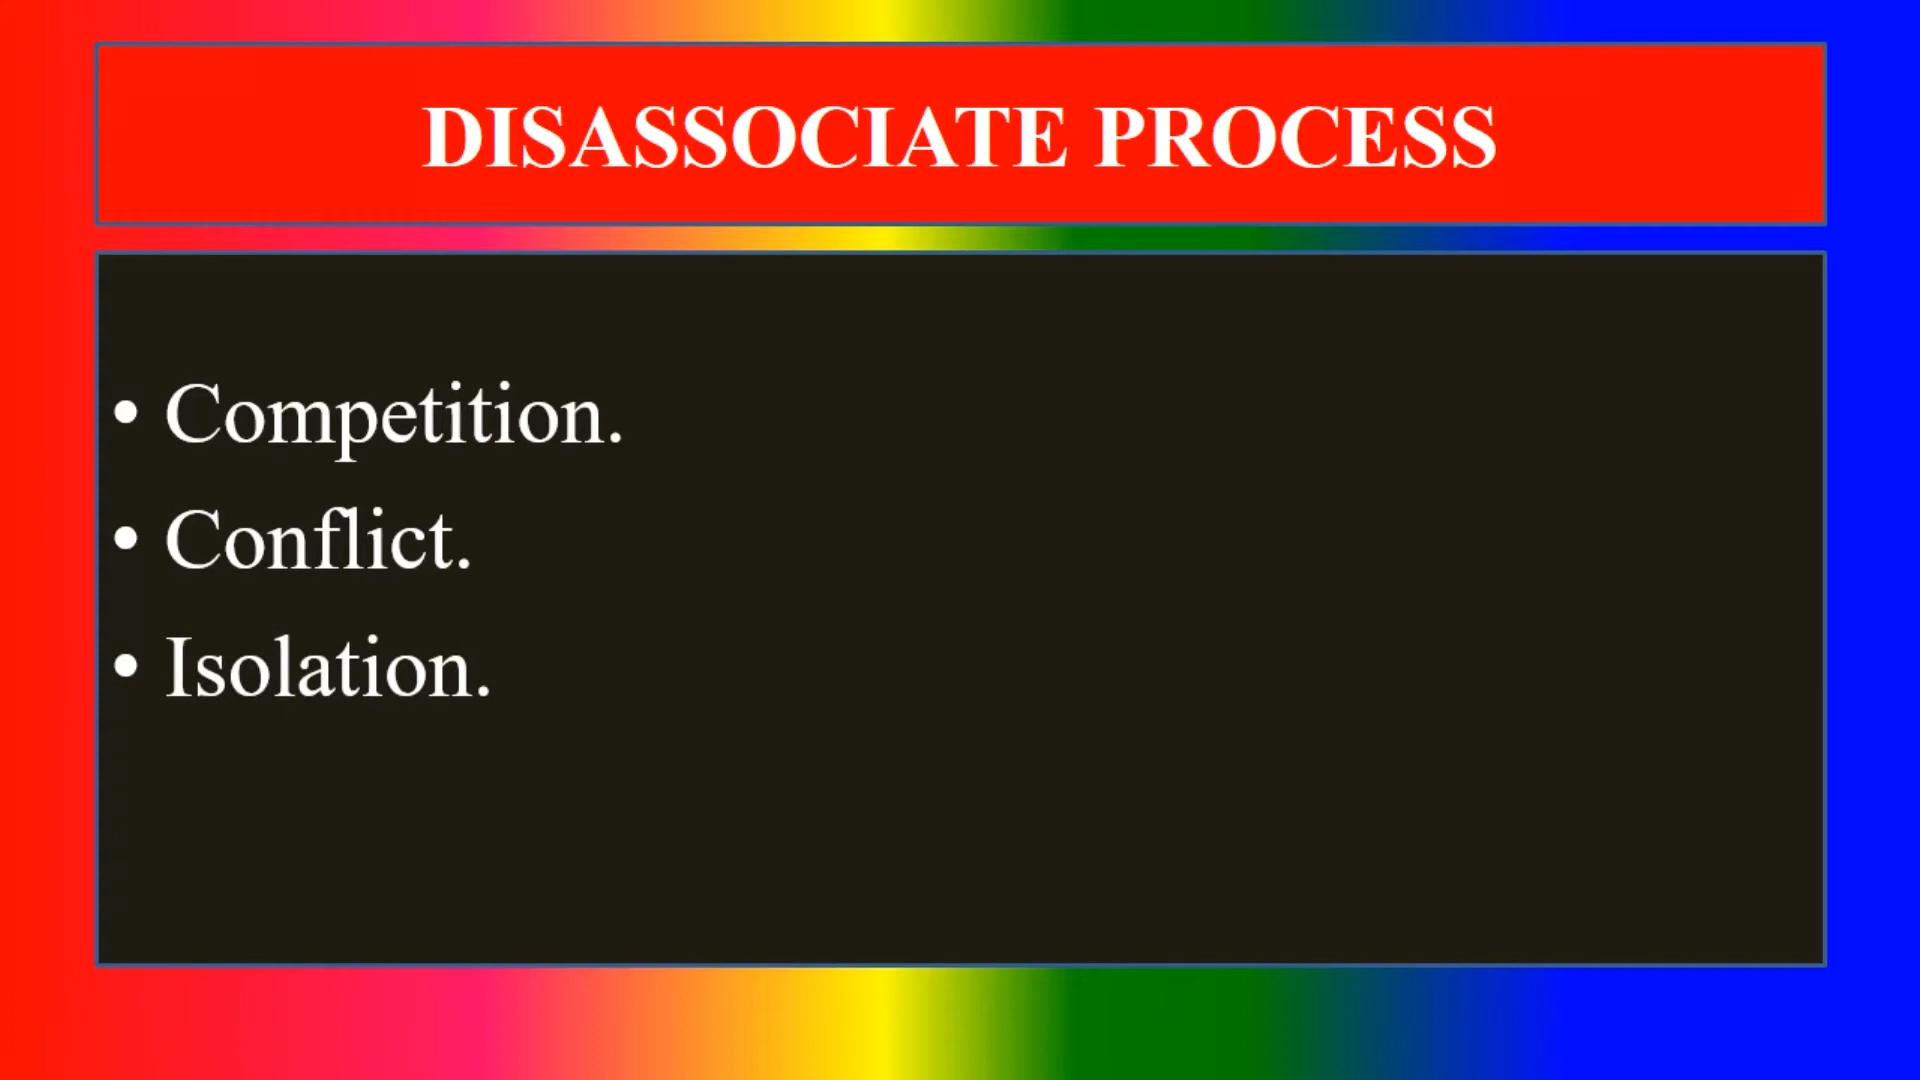 DISASSOCIATE PROCESS
• Competition.
• Conflict.
• Isolation.